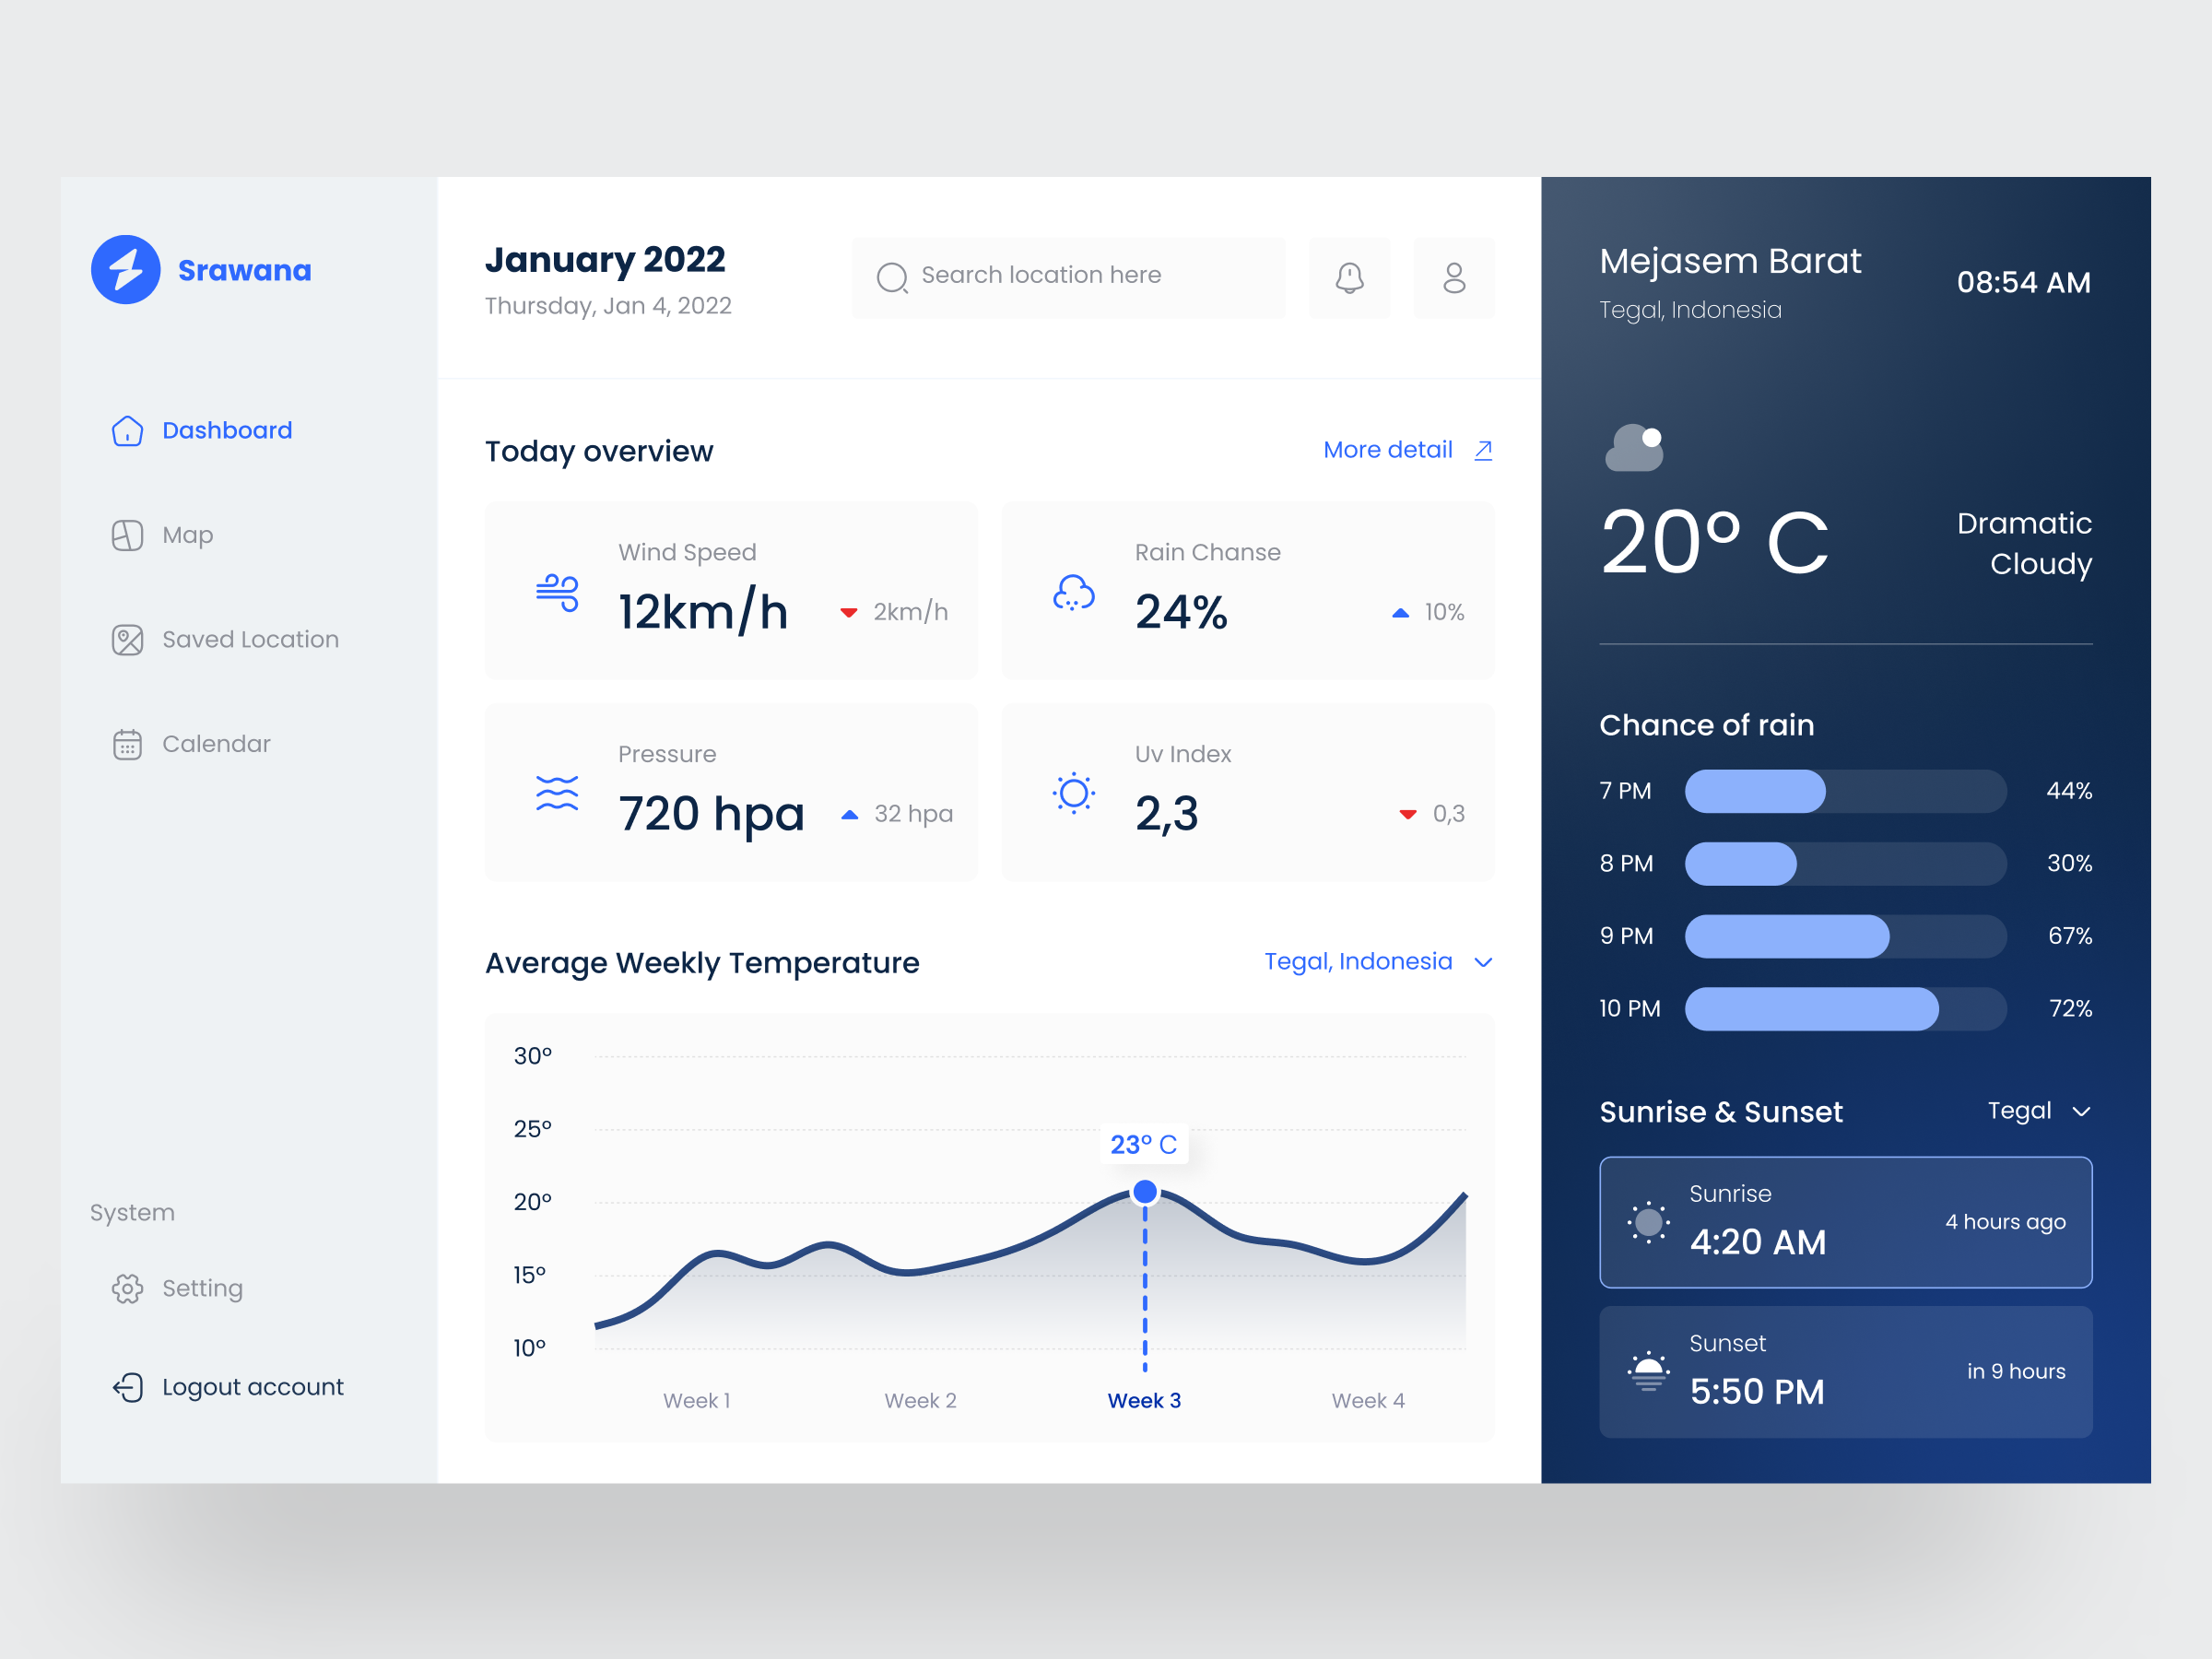 Srawana
Dashboard
Map
Saved Location
Calendar
System
Setting
Logout account
January 2022
Thursday, Jan 4, 2022
Search location here
Today overview
More detail
Wind Speed
12km/h
2km/h
Rain Chanse
24%
10%
Pressure
720 hpa
32 hpa
Uv Index
2,3
0,3
Average Weekly Temperature
Tegal, Indonesia
30°
25°
20°
15°
10°
23° C
Week 1
Week 2
Week 3
Week 4
Mejasem Barat
Tegal, Indonesia
08:54 AM
20° C
Dramatic
Cloudy
Chance of rain
7 PM 44%
8 PM 30%
9 PM 67%
10 PM 72%
Sunrise & Sunset
Tegal
Sunrise
4:20 AM
4 hours ago
Sunset
5:50 PM
in 9 hours